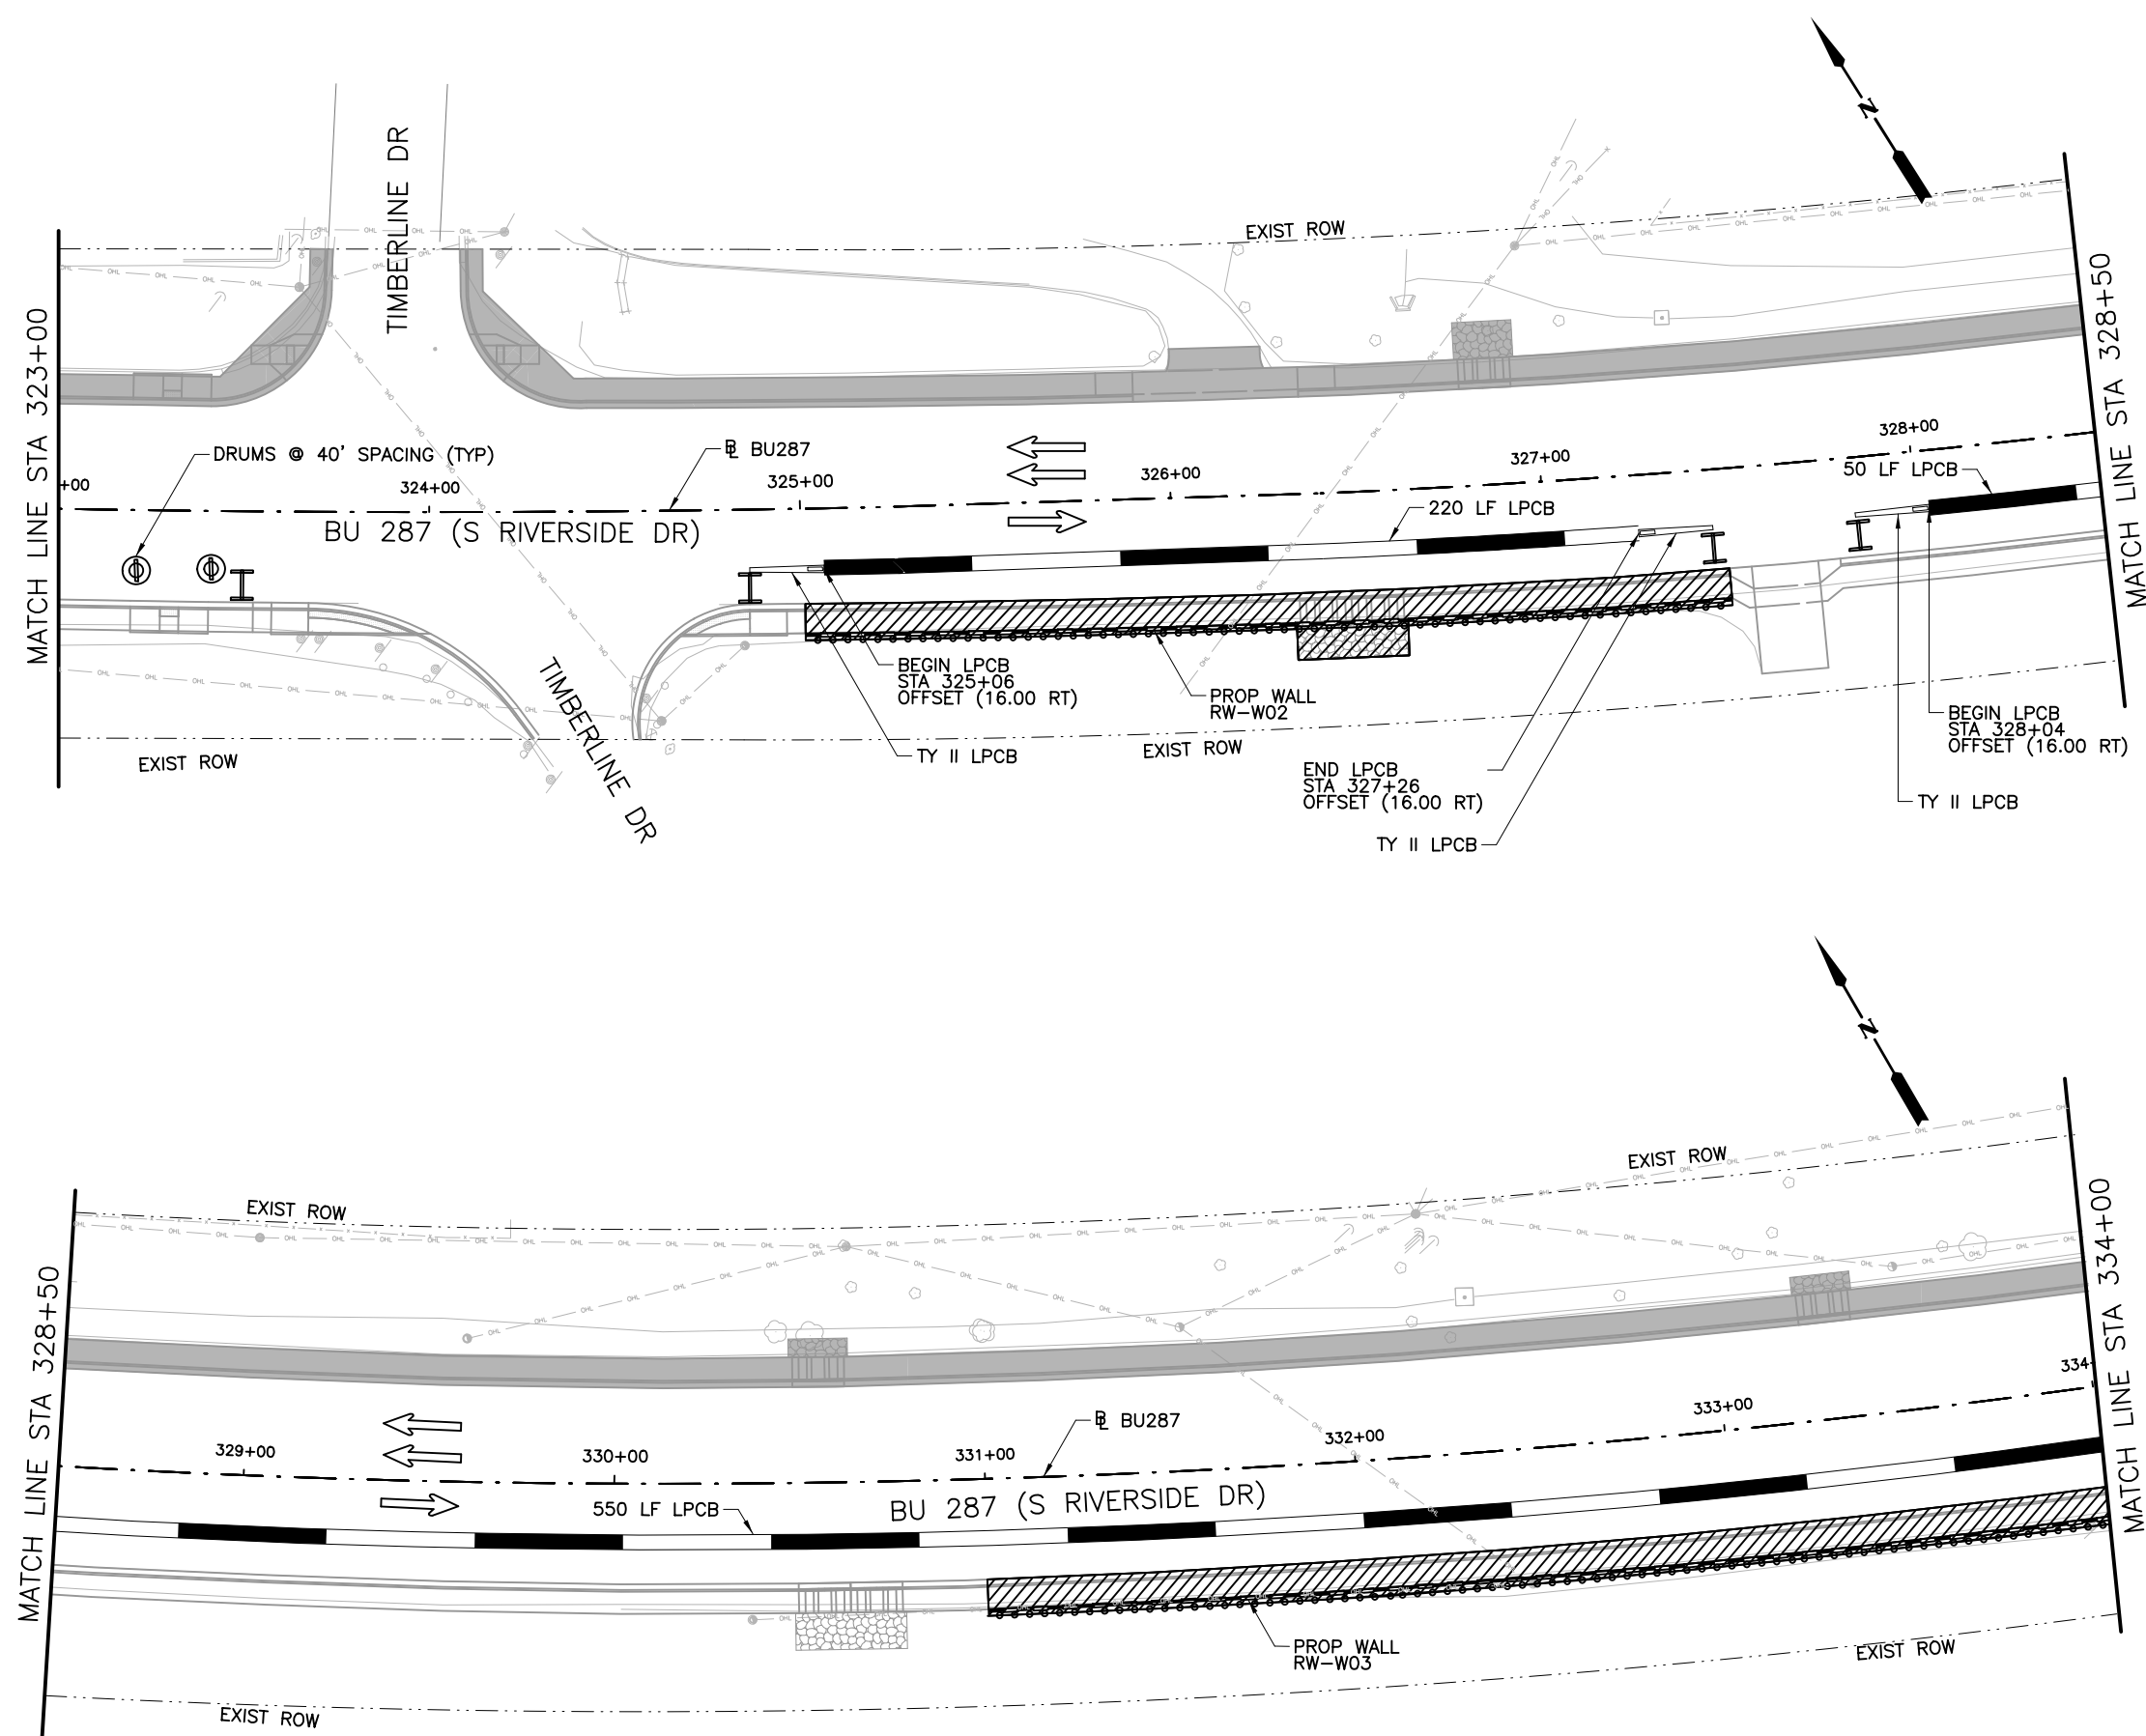 N
TIMBERLINE DR
EXIST ROW
MATCH LINE STA 323+00
MATCH LINE STA 328+50
DRUMS @ 40' SPACING (TYP)
BU287
+00
324+00
325+00
326+00
327+00
328+00
BU 287 (S RIVERSIDE DR)
220 LF LPCB
50 LF LPCB
BEGIN LPCB
STA 325+06
OFFSET (16.00 RT)
TY II LPCB
PROP WALL
RW-W02
EXIST ROW
EXIST ROW
TIMBERLINE DR
END LPCB
STA 327+26
OFFSET (16.00 RT)
TY II LPCB
BEGIN LPCB
STA 328+04
OFFSET (16.00 RT)
TY II LPCB
N
EXIST ROW
EXIST ROW
MATCH LINE STA 328+50
MATCH LINE STA 334+00
329+00
330+00
331+00
332+00
333+00
334+
BU287
550 LF LPCB
BU 287 (S RIVERSIDE DR)
PROP WALL
RW-W03
EXIST ROW
EXIST ROW